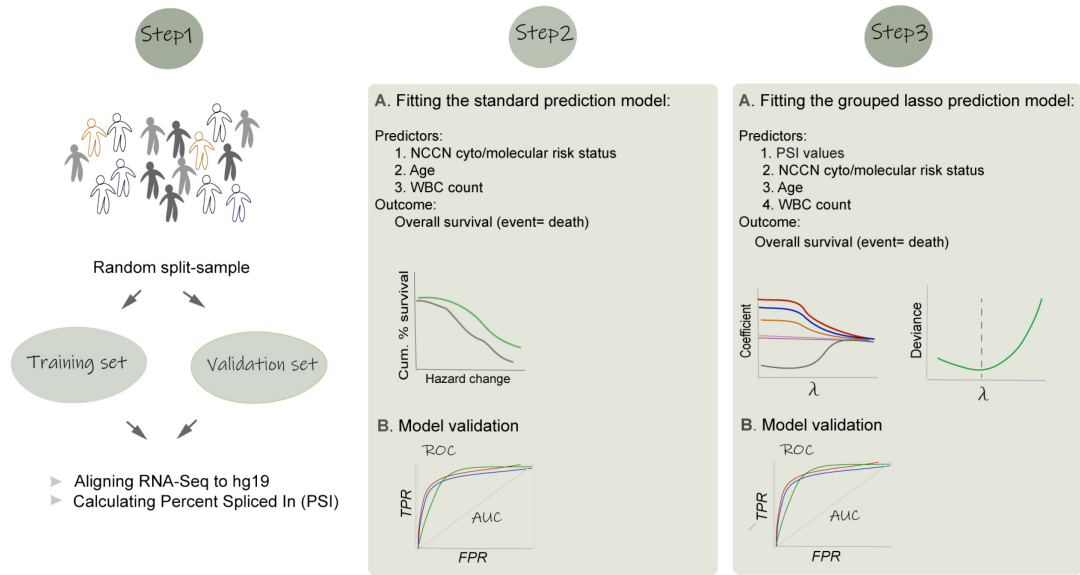 Step1
Random split-sample
Training set
Validation set
Aligning RNA-Seq to hg19
Calculating Percent Spliced In (PSI)
Step2
A. Fitting the standard prediction model:
Predictors:
1. NCCN cyto/molecular risk status
2. Age
3. WBC count
Outcome:
Overall survival (event= death)
Cum. % survival
Hazard change
B. Model validation
ROC
TPR
AUC
FPR
Step3
A. Fitting the grouped lasso prediction model:
Predictors:
1. PSI values
2. NCCN cyto/molecular risk status
3. Age
4. WBC count
Outcome:
Overall survival (event= death)
Coefficient
λ
Deviance
λ
B. Model validation
ROC
TPR
AUC
FPR